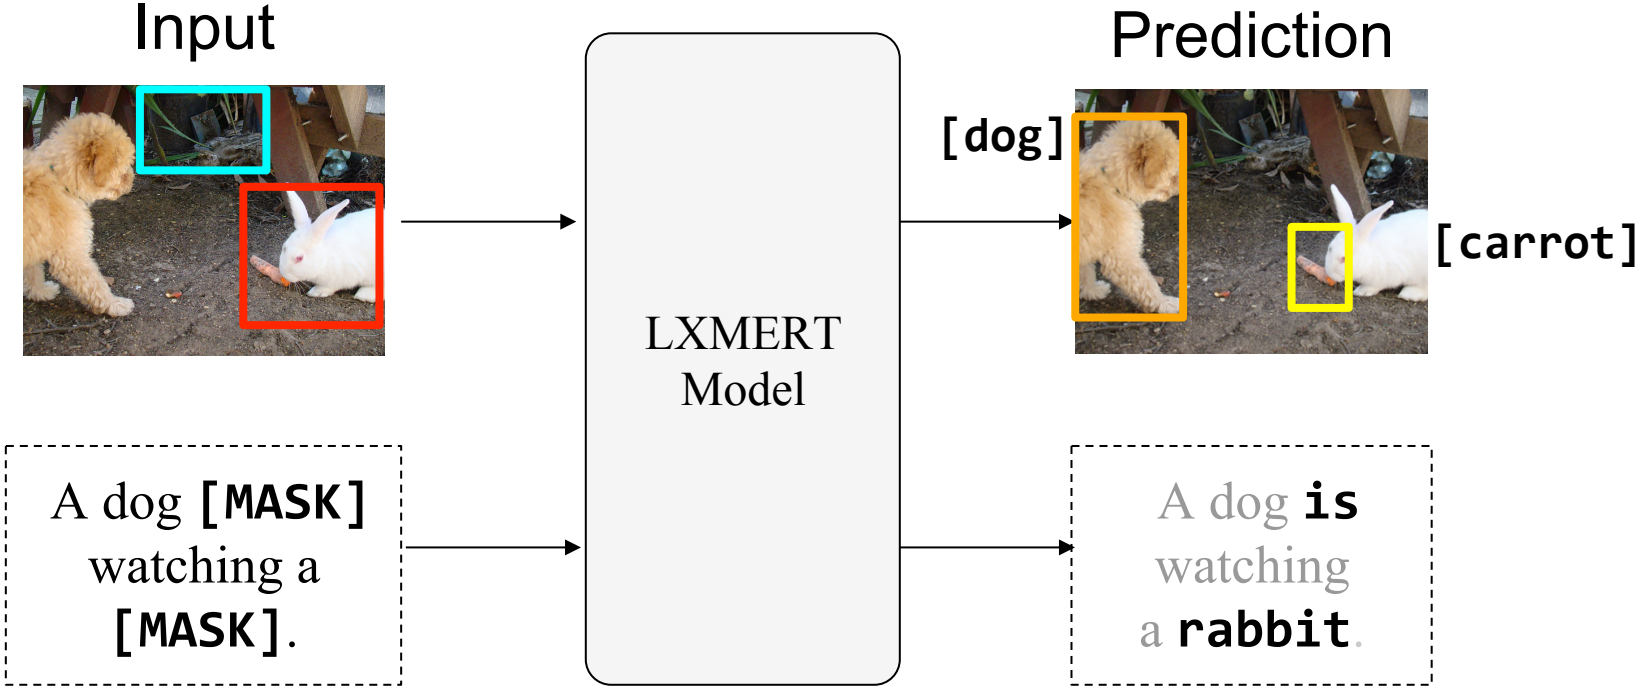 Input
Prediction
[dog]
[carrot]
LXMERT
Model
A dog [MASK]
watching a
[MASK].
A dog is
watching
a rabbit.